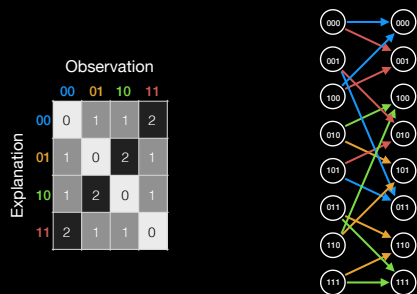 Observation
00 01 10 11
Explanation
00 0 1 1 2
01 1 0 2 1
10 1 2 0 1
11 2 1 1 0
000 000
001 001
100 100
010 010
101 101
011 011
110 110
111 111